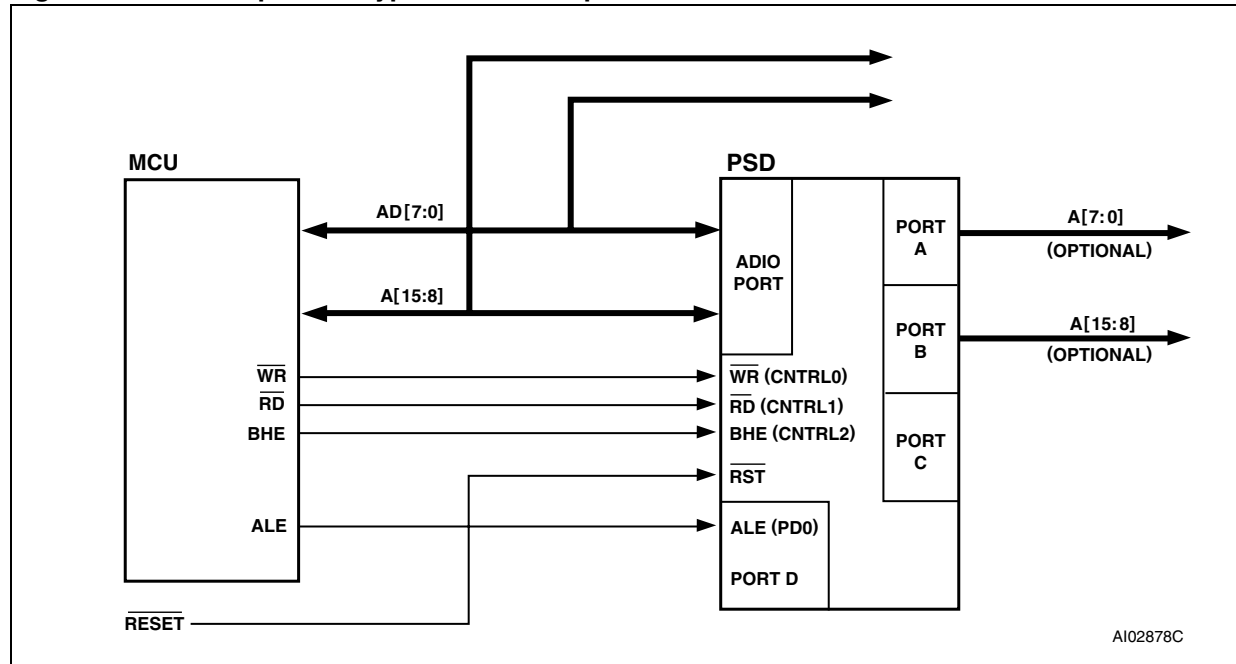 MCU
PSD
AD[7:0]
A[15:8]
ADIO
PORT
PORT
A
A[7:0]
(OPTIONAL)
PORT
B
A[15:8]
(OPTIONAL)
PORT
C
WR
WR (CNTRL0)
RD
RD (CNTRL1)
BHE
BHE (CNTRL2)
RST
ALE
ALE (PD0)
PORT D
RESET
AI02878C